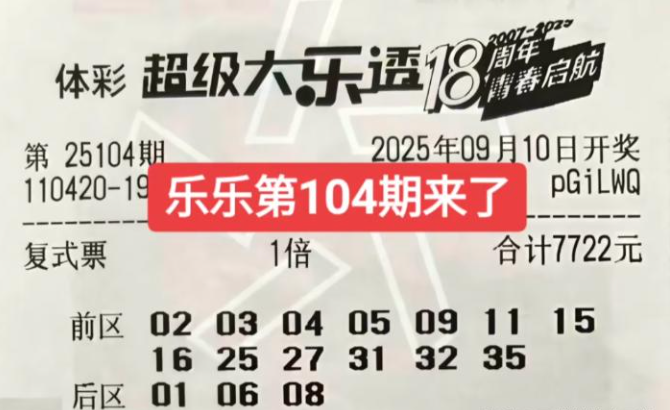 体彩 超级大乐透 18周年 2007-2025 青春启航
第 25104期 2025年09月10日开奖
110420-19 pGiLWQ
乐乐第104期来了
复式票 1倍 合计7722元
前区 02 03 04 05 09 11 15
16 25 27 31 32 35
后区 01 06 08